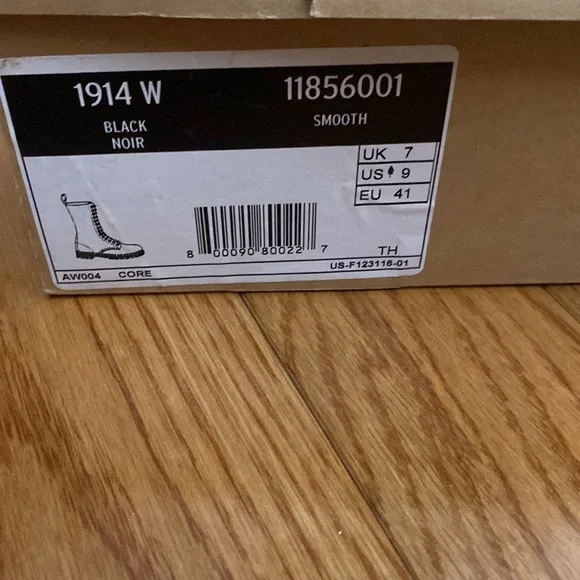 1914 W
11856001
BLACK
NOIR
SMOOTH
UK 7
US 9
EU 41
8 00090 80022 7
TH
AW004 CORE
US-F123116-01